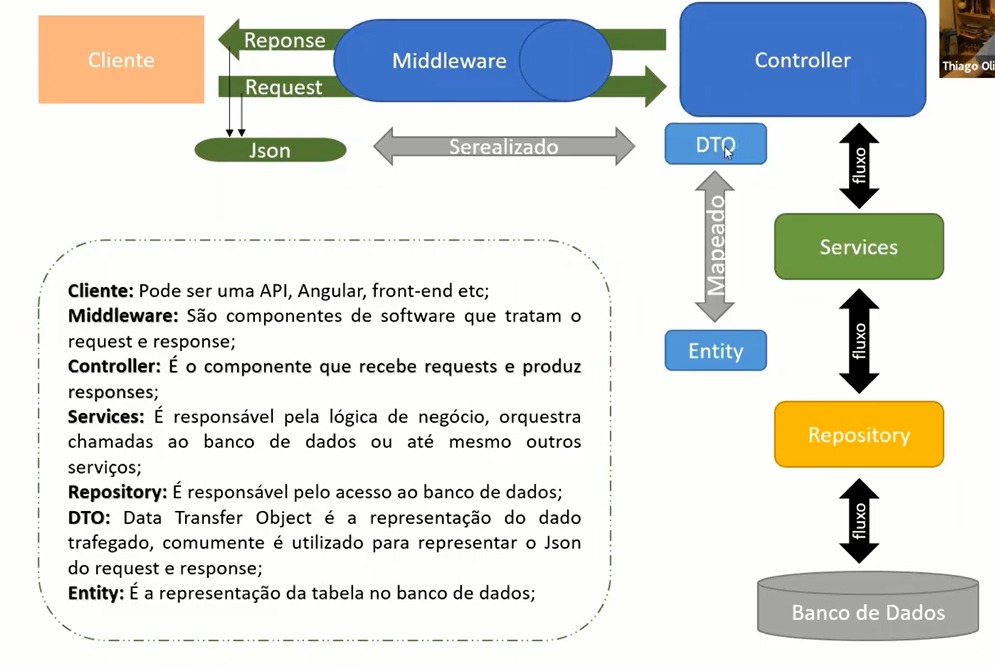 Cliente
Reponse
Request
Middleware
Controller
Thiago Oli
Json
Serealizado
DTO
fluxo
Mapeado
Services
fluxo
Entity
Repository
fluxo
Banco de Dados
Cliente: Pode ser uma API, Angular, front-end etc;
Middleware: São componentes de software que tratam o
request e response;
Controller: É o componente que recebe requests e produz
responses;
Services: É responsável pela lógica de negócio, orquestra
chamadas ao banco de dados ou até mesmo outros
serviços;
Repository: É responsável pelo acesso ao banco de dados;
DTO: Data Transfer Object é a representação do dado
trafegado, comumente é utilizado para representar o Json
do request e response;
Entity: É a representação da tabela no banco de dados;